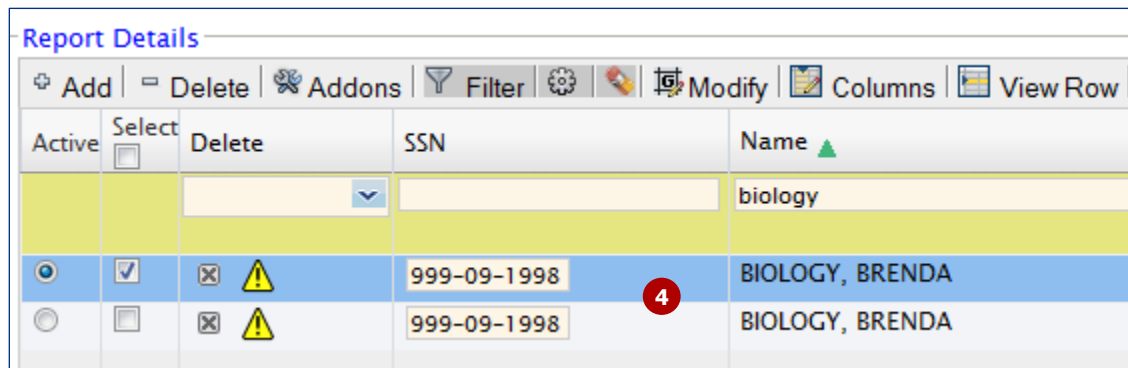 Report Details
Add Delete Addons Filter Modify Columns View Row
Active Select Delete SSN Name
biology
999-09-1998 BIOLOGY, BRENDA
4
999-09-1998 BIOLOGY, BRENDA